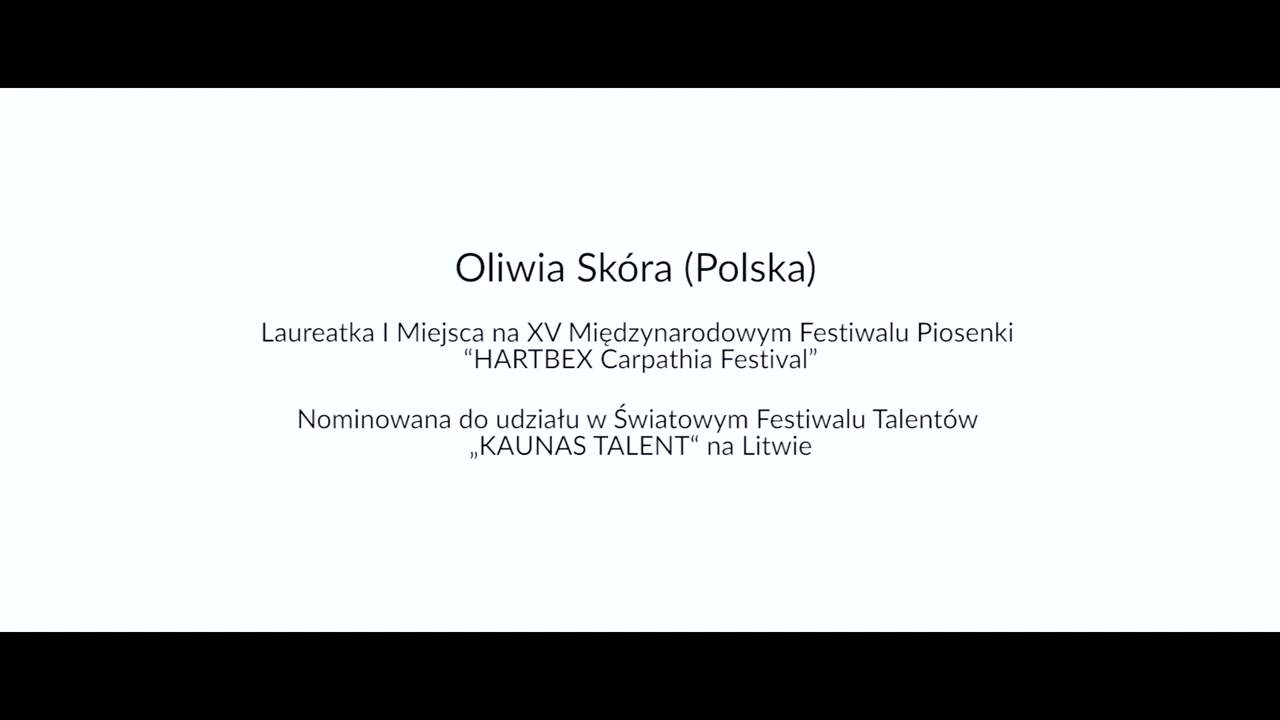 Oliwia Skóra (Polska)
Laureatka I Miejsca na XV Międzynarodowym Festiwalu Piosenki
“HARTBEX Carpathia Festival”
Nominowana do udziału w Światowym Festiwalu Talentów
„KAUNAS TALENT“ na Litwie